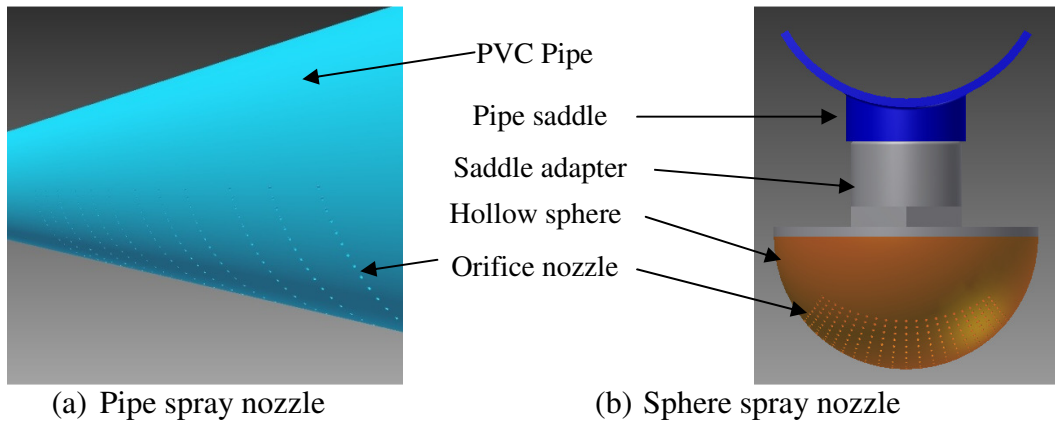 PVC Pipe
Pipe saddle
Saddle adapter
Hollow sphere
Orifice nozzle
(a) Pipe spray nozzle
(b) Sphere spray nozzle